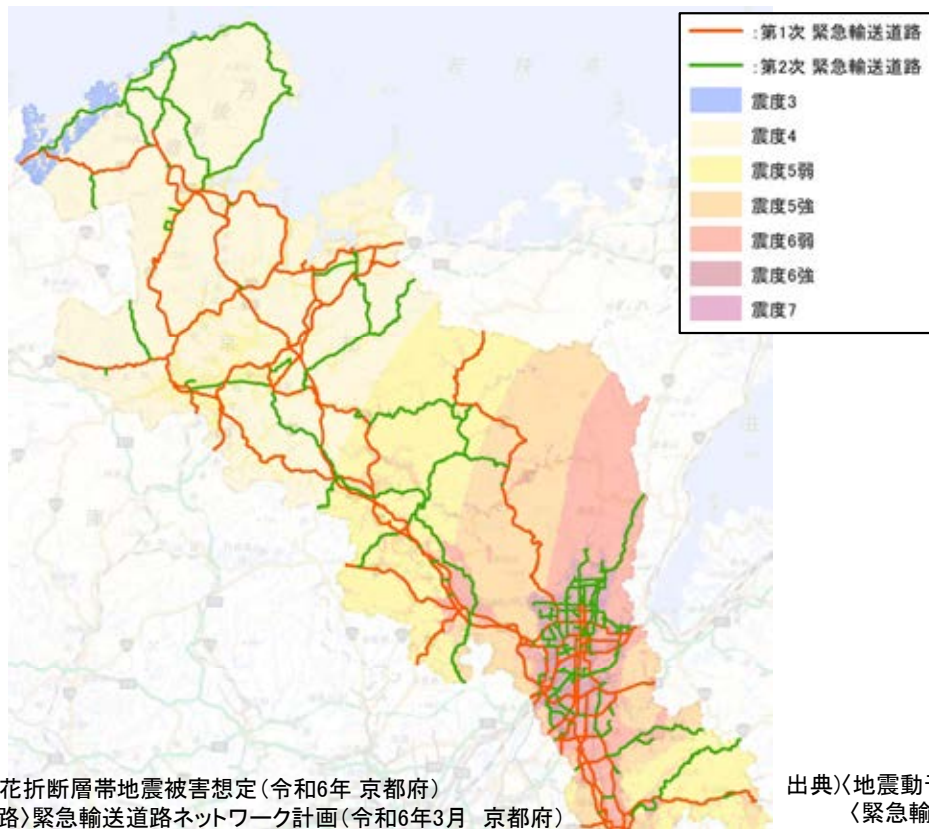 :第1次 緊急輸送道路
:第2次 緊急輸送道路
震度3
震度4
震度5弱
震度5強
震度6弱
震度6強
震度7
花折断層帯地震被害想定(令和6年 京都府)
路〉緊急輸送道路ネットワーク計画(令和6年3月 京都府)
出典)〈地震動
〈緊急輸